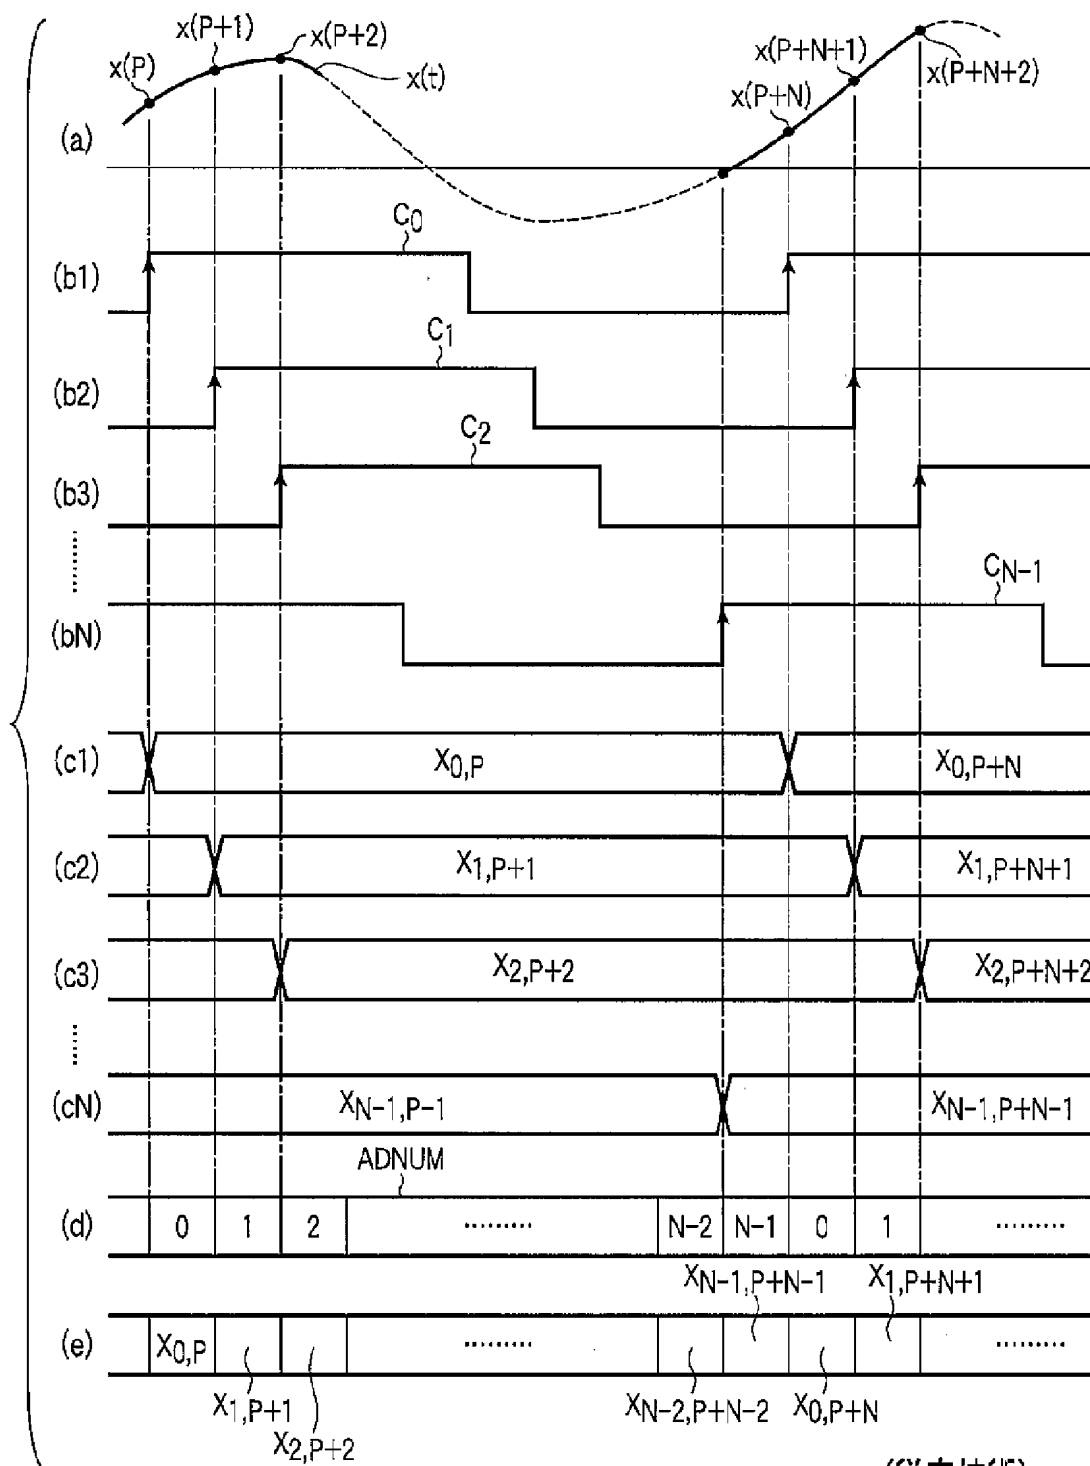 x(P) x(P+1) x(P+2) x(t) x(P+N) x(P+N+1) x(P+N+2)
(a)
C0
(b1)
C1
(b2)
C2
(b3)
........
CN-1
(bN)
(c1) X0,P X0,P+N
(c2) X1,P+1 X1,P+N+1
(c3) X2,P+2 X2,P+N+2
......
(cN) XN-1,P-1 XN-1,P+N-1
ADNUM
(d) 0 1 2 ......... N-2 N-1 0 1 .........
XN-1,P+N-1 X1,P+N+1
(e) X0,P ......... .........
X1,P+1 XN-2,P+N-2 X0,P+N
X2,P+2